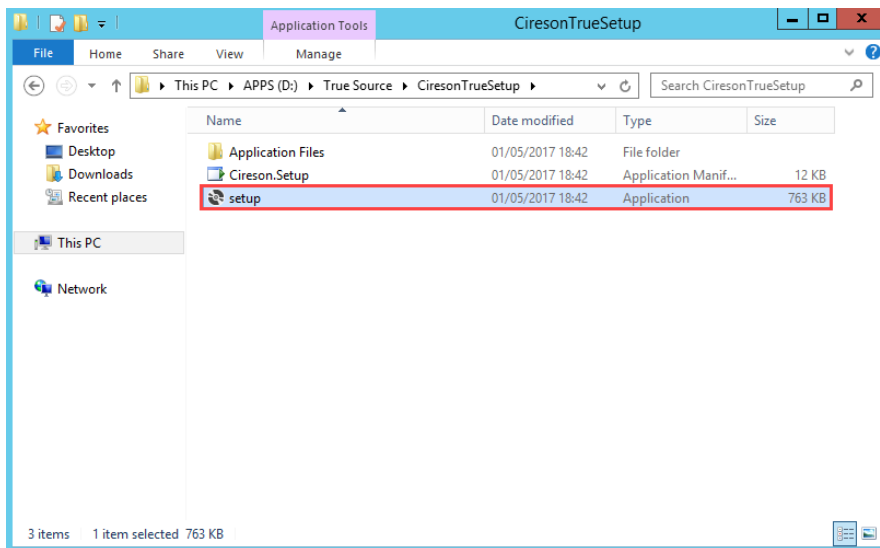 Application Tools CiresonTrueSetup
File Home Share View Manage
This PC APPS (D:) True Source CiresonTrueSetup Search CiresonTrueSetup
Name Date modified Type Size
Favorites
Desktop
Downloads
Recent places
This PC
Network
Application Files 01/05/2017 18:42 File folder
Cireson.Setup 01/05/2017 18:42 Application Manif... 12 KB
setup 01/05/2017 18:42 Application 763 KB
3 items 1 item selected 763 KB